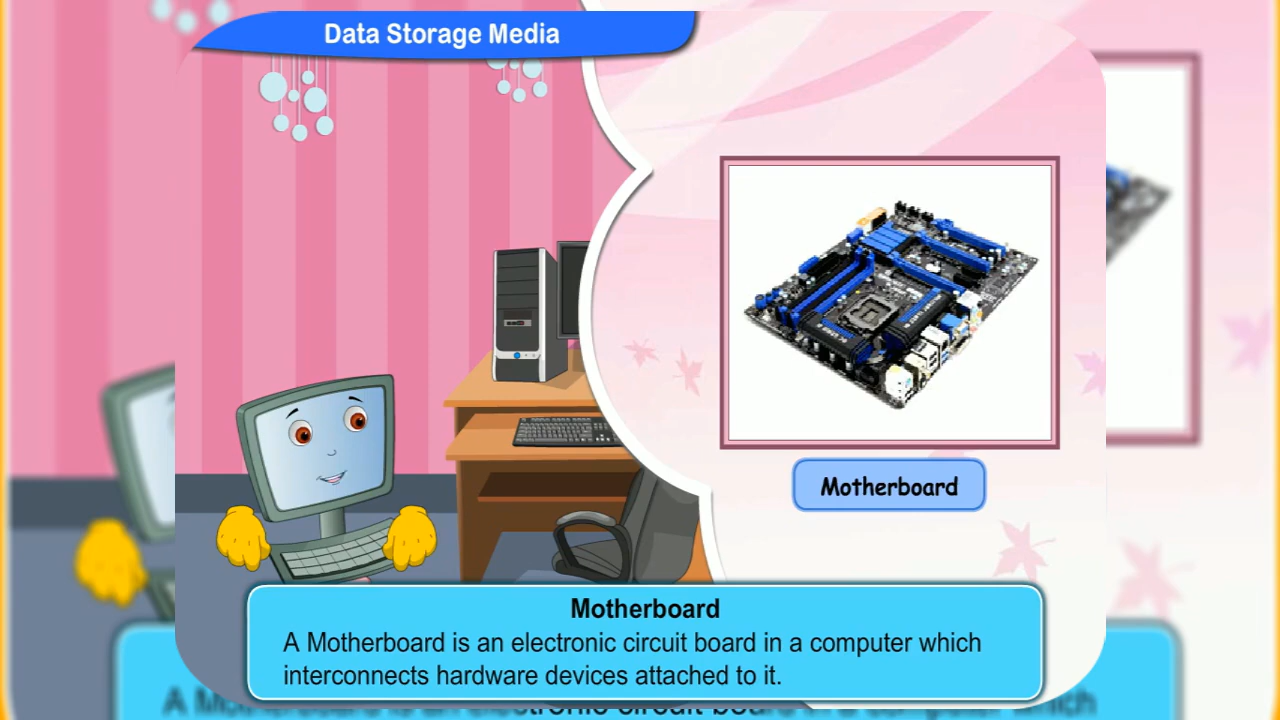 Data Storage Media
Motherboard
Motherboard
A Motherboard is an electronic circuit board in a computer which
interconnects hardware devices attached to it.